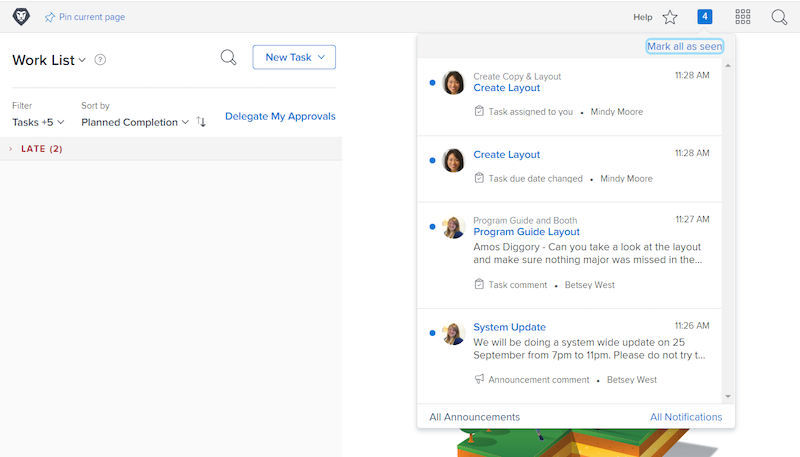 Pin current page
Help
4
Work List
?
New Task
Filter
Sort by
Tasks +5
Planned Completion
Delegate My Approvals
LATE (2)
Mark all as seen
Create Copy & Layout
11:28 AM
Create Layout
Task assigned to you • Mindy Moore
Create Layout
11:28 AM
Task due date changed • Mindy Moore
Program Guide and Booth
11:27 AM
Program Guide Layout
Amos Diggory - Can you take a look at the layout
and make sure nothing major was missed in the...
Task comment • Betsey West
System Update
11:26 AM
We will be doing a system wide update on 25
September from 7pm to 11pm. Please do not try t...
Announcement comment • Betsey West
All Announcements
All Notifications